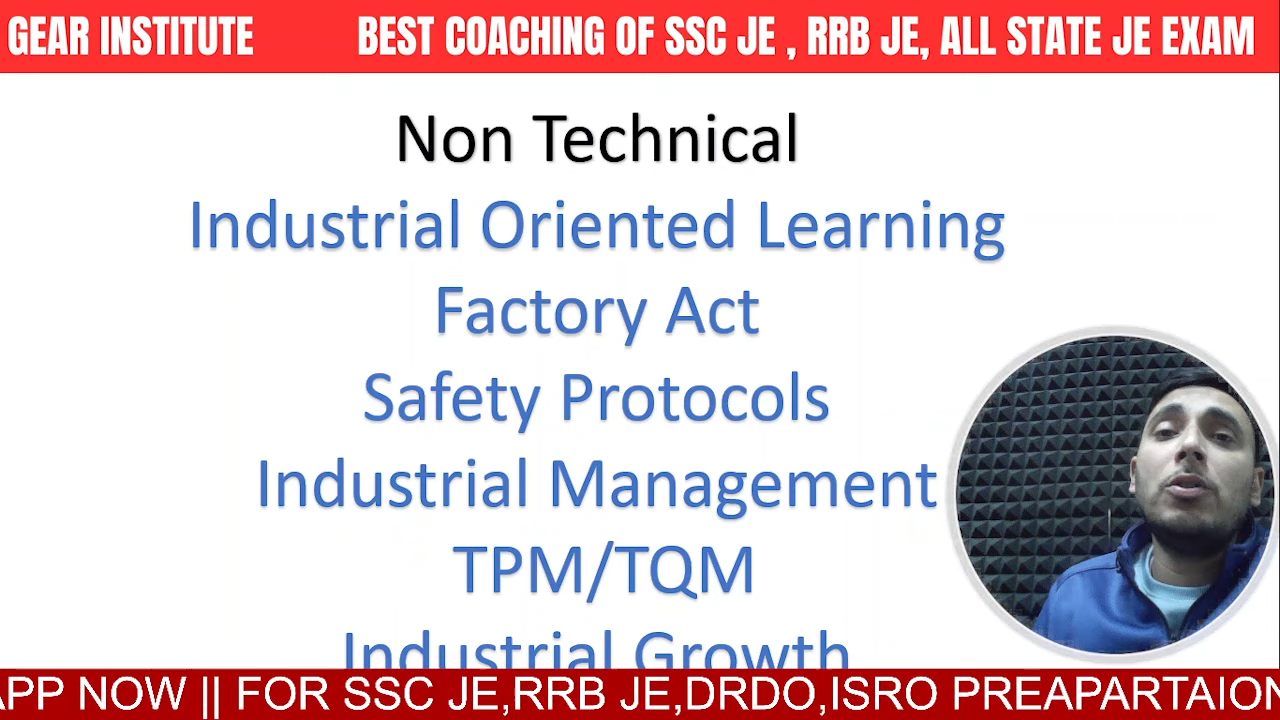 GEAR INSTITUTE BEST COACHING OF SSC JE , RRB JE, ALL STATE JE EXAM
Non Technical
Industrial Oriented Learning
Factory Act
Safety Protocols
Industrial Management
TPM/TQM
Industrial Growth
APP NOW || FOR SSC JE,RRB JE,DRDO,ISRO PREAPARTAION